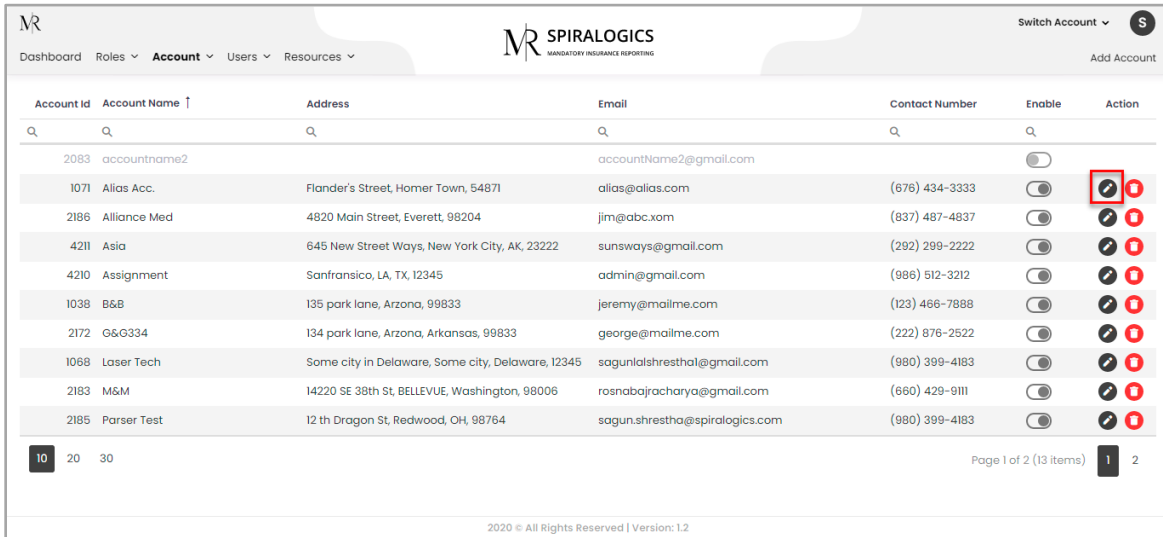 MR
Switch Account
S
SPIRALOGICS
MR MANDATORY INSURANCE REPORTING
Dashboard Roles Account Users Resources Add Account
Account Id Account Name ↑ Address Email Contact Number Enable Action
2083 accountname2 accountName2@gmail.com
1071 Alias Acc. Flander's Street, Homer Town, 54871 alias@alias.com (676) 434-3333
2186 Alliance Med 4820 Main Street, Everett, 98204 jim@abc.xom (837) 487-4837
4211 Asia 645 New Street Ways, New York City, AK, 23222 sunsways@gmail.com (292) 299-2222
4210 Assignment Sanfransico, LA, TX, 12345 admin@gmail.com (986) 512-3212
1038 B&B 135 park lane, Arzona, 99833 jeremy@mailme.com (123) 466-7888
2172 G&G334 134 park lane, Arzona, Arkansas, 99833 george@mailme.com (222) 876-2522
1068 Laser Tech Some city in Delaware, Some city, Delaware, 12345 sagunlalshrestha1@gmail.com (980) 399-4183
2183 M&M 14220 SE 38th St, BELLEVUE, Washington, 98006 rosnabajracharya@gmail.com (660) 429-9111
2185 Parser Test 12 th Dragon St, Redwood, OH, 98764 sagun.shrestha@spiralogics.com (980) 399-4183
10 20 30 Page 1 of 2 (13 items) 1 2
2020 © All Rights Reserved | Version: 1.2